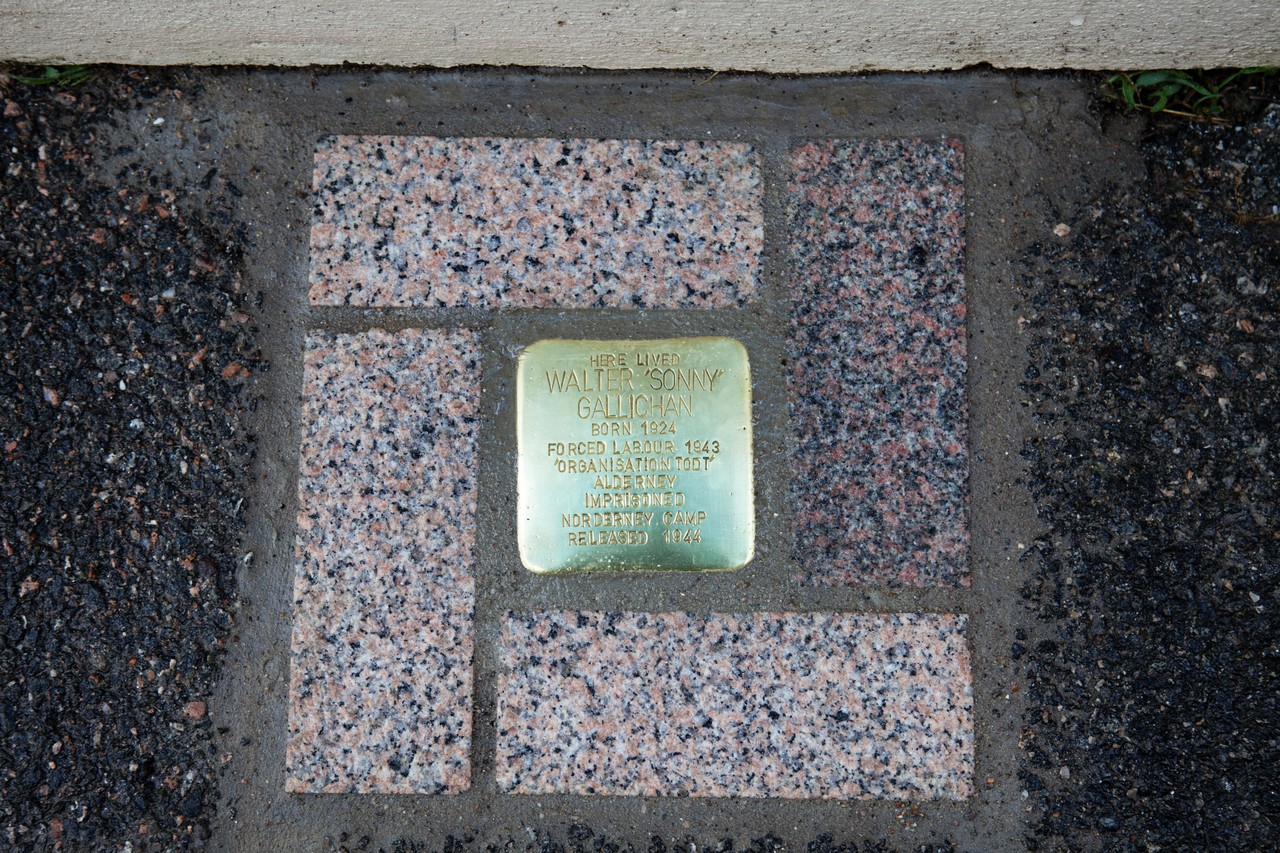 HERE LIVED
WALTER 'SONNY'
GALLICHAN
BORN 1924
FORCED LABOUR 1943
'ORGANISATION TODT'
ALDERNEY
IMPRISONED
NORDERNEY CAMP
RELEASED 1944